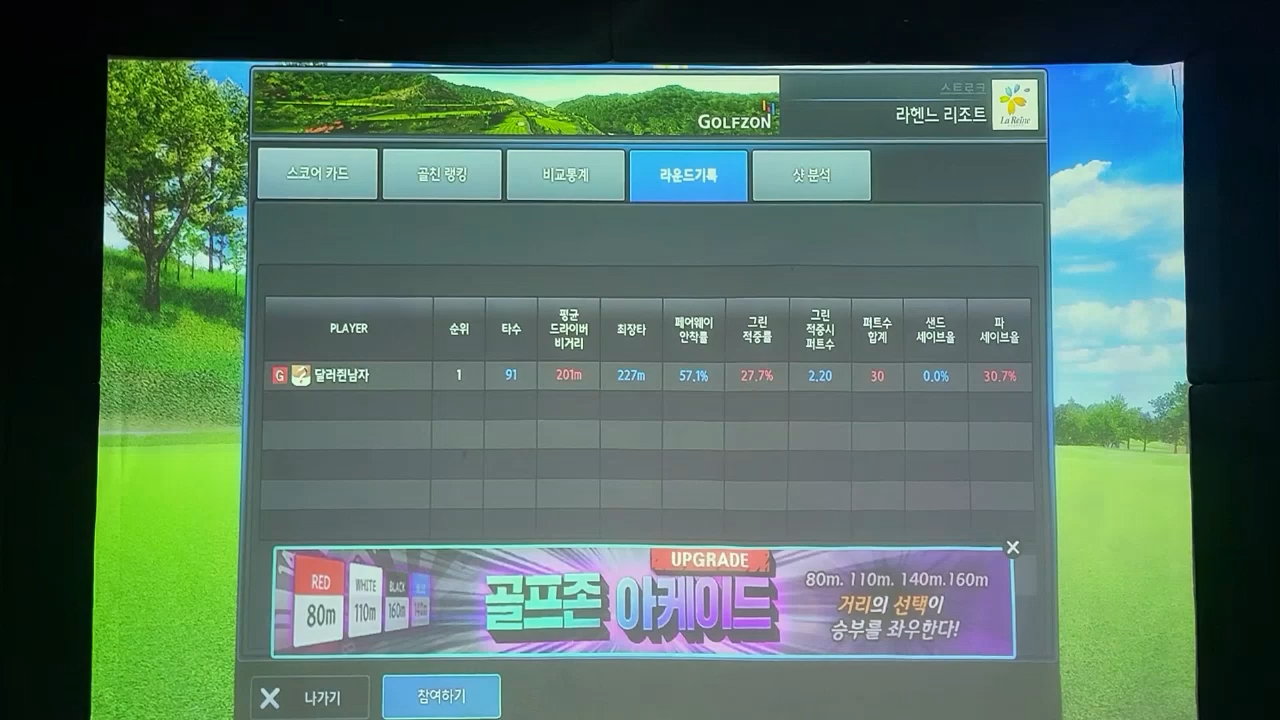 GOLFZON
스트로크
라헨느 리조트
La Reine
스코어 카드
골친 랭킹
비교통계
라운드기록
샷 분석
PLAYER
순위
타수
평균
드라이버
비거리
최장타
페어웨이
안착률
그린
적중률
그린
적중시
퍼트수
퍼트수
합계
샌드
세이브율
파
세이브율
G 달러쥔남자 1 91 201m 227m 57.1% 27.7% 2.20 30 0.0% 30.7%
RED
80m
WHITE
110m
BLACK
160m
140m
골프존 아케이드
UPGRADE
80m. 110m. 140m.160m
거리의 선택이
승부를 좌우한다!
X
X 나가기
참여하기